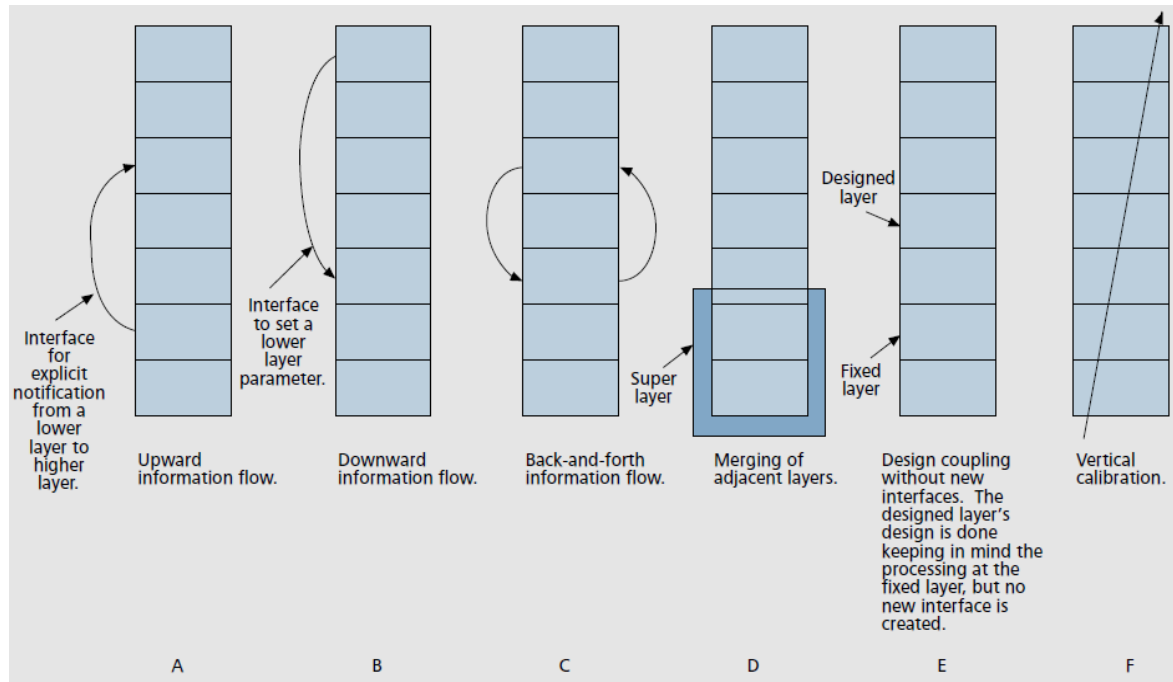 Designed
layer
Interface
to set a
lower
layer
parameter.
Interface
for
explicit
notification
from a
lower
layer to
higher
layer.
Super
layer
Fixed
layer
Upward
information flow.
Downward
information flow.
Back-and-forth
information flow.
Merging of
adjacent layers.
Design coupling
without new
interfaces. The
designed layer's
design is done
keeping in mind the
processing at the
fixed layer, but no
new interface is
created.
Vertical
calibration.
A
B
C
D
E
F